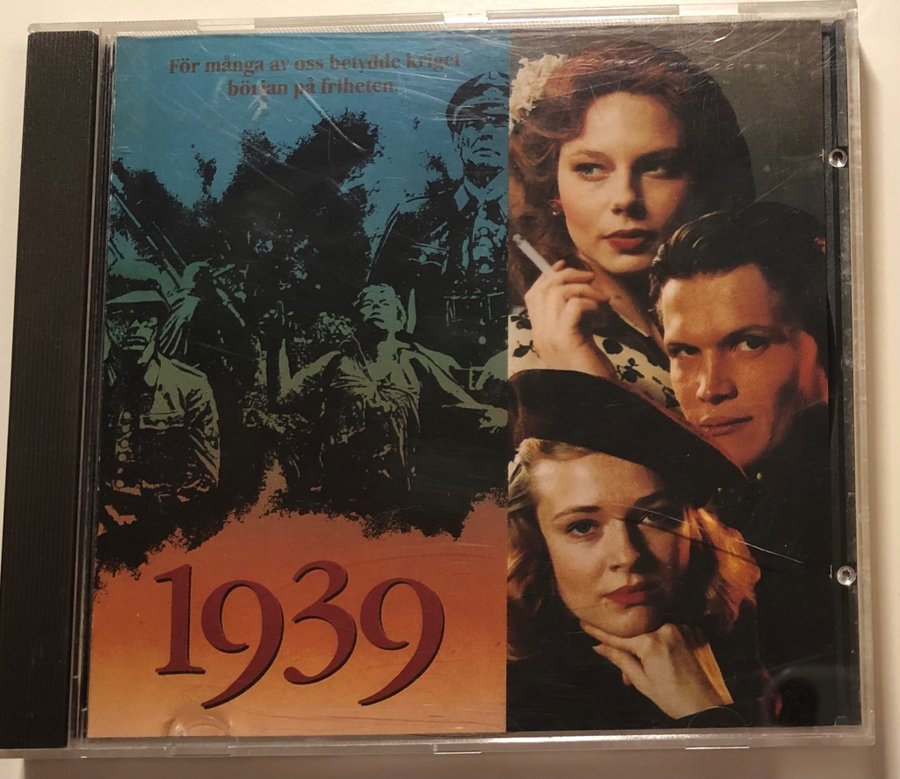 För många av oss betydde kriget
början på friheten.
1939